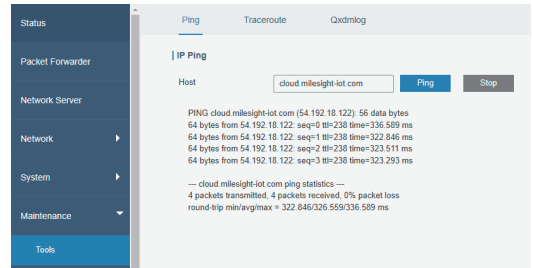 Status
Packet Forwarder
Network Server
Network
System
Maintenance
Tools
Ping Traceroute Qxdmlog
IP Ping
Host cloud.milesight-iot.com Ping Stop
PING cloud.milesight-iot.com (54.192.18.122): 56 data bytes
64 bytes from 54.192.18.122: seq=0 ttl=238 time=336.589 ms
64 bytes from 54.192.18.122: seq=1 ttl=238 time=322.846 ms
64 bytes from 54.192.18.122: seq=2 ttl=238 time=323.511 ms
64 bytes from 54.192.18.122: seq=3 ttl=238 time=323.293 ms
--- cloud.milesight-iot.com ping statistics ---
4 packets transmitted, 4 packets received, 0% packet loss
round-trip min/avg/max = 322.846/326.559/336.589 ms